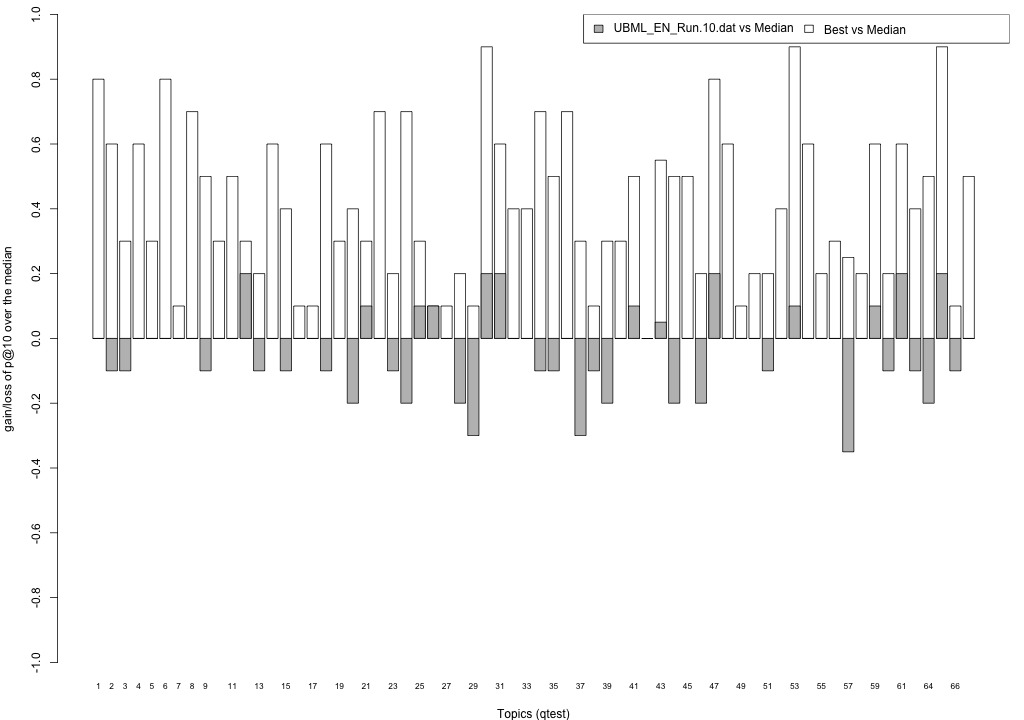 UBML_EN_Run.10.dat vs Median Best vs Median
gain/loss of p@10 over the median
1.0
0.8
0.6
0.4
0.2
0.0
-0.2
-0.4
-0.6
-0.8
-1.0
1 2 3 4 5 6 7 8 9 11 13 15 17 19 21 23 25 27 29 31 33 35 37 39 41 43 45 47 49 51 53 55 57 59 61 64 66
Topics (qtest)